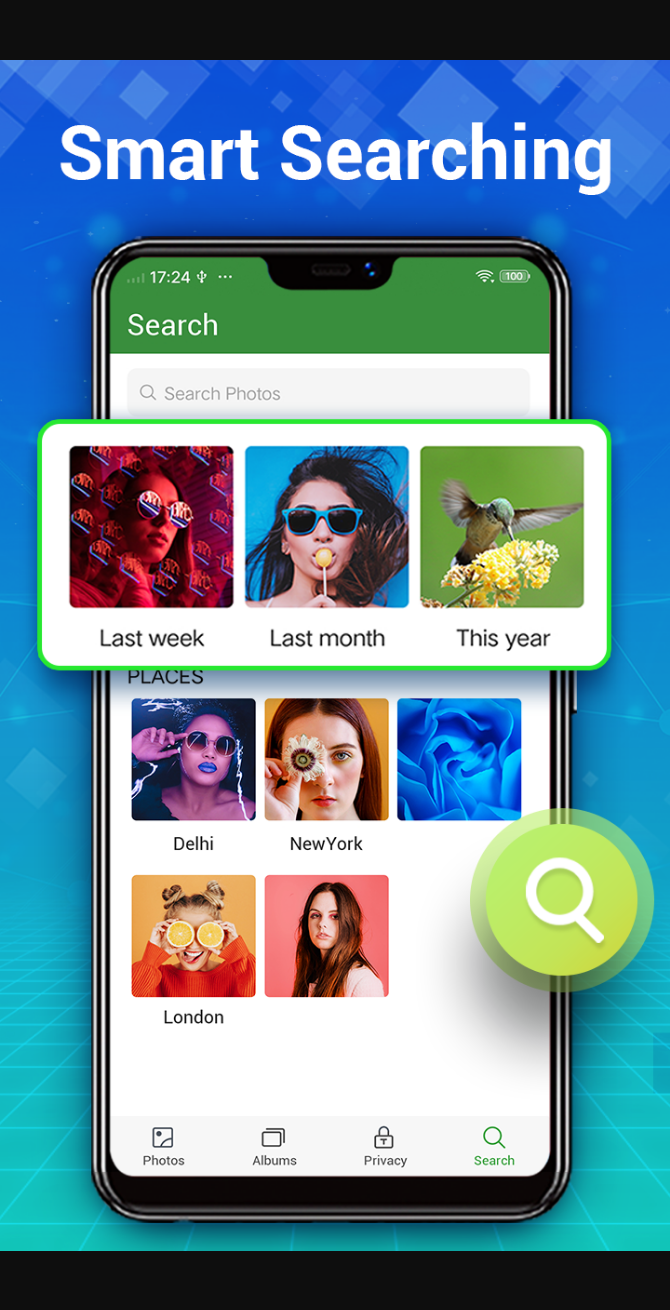 Smart Searching
17:24 ... 100
Search
Search Photos
Last week Last month This year
PLACES
Delhi NewYork
London
Photos Albums Privacy Search